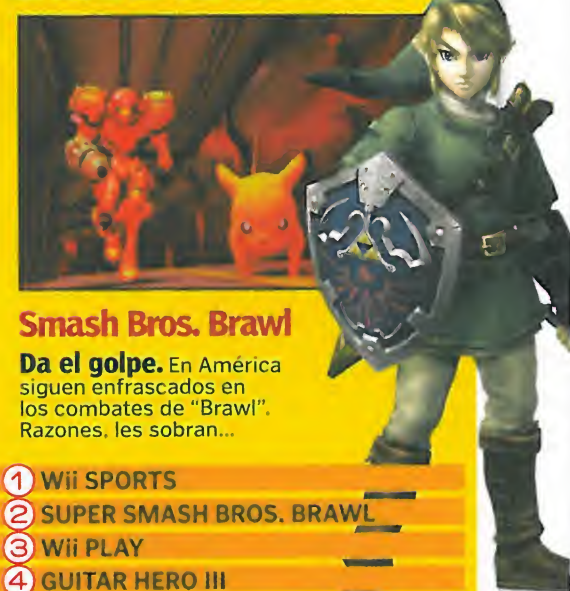 Smash Bros. Brawl
Da el golpe. En América
siguen enfrascados en
los combates de "Brawl".
Razones, les sobran...
1 Wii SPORTS
2 SUPER SMASH BROS. BRAWL
3 Wii PLAY
4 GUITAR HERO III